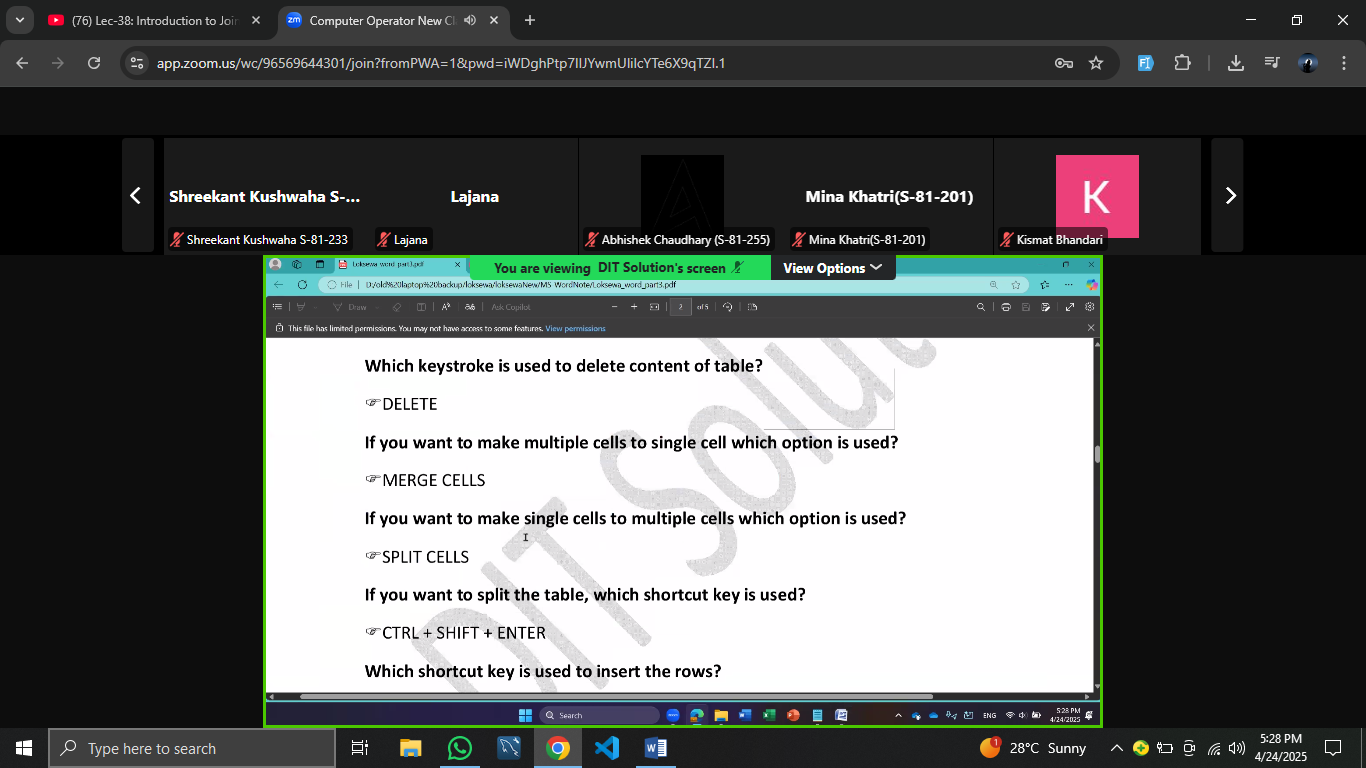 (76) Lec-38: Introduction to Join
Computer Operator New Cl
app.zoom.us/wc/96569644301/join?fromPWA=1&pwd=iWDghPtp7IIJYwmUIiIcYTe6X9qTZl.1
Shreekant Kushwaha S-...
Lajana
Mina Khatri(S-81-201)
K
Shreekant Kushwaha S-81-233
Lajana
Abhishek Chaudhary (S-81-255)
Mina Khatri(S-81-201)
Kismat Bhandari
Loksewa word part3.pdf
You are viewing DIT Solution's screen
View Options
File
D:/old%20laptop%20backup/loksewa/loksewaNew/MS WordNote/Loksewa_word_part3.pdf
Draw
Ask Copilot
2
of 5
This file has limited permissions. You may not have access to some features. View permissions
Which keystroke is used to delete content of table?
☞DELETE
If you want to make multiple cells to single cell which option is used?
☞MERGE CELLS
If you want to make single cells to multiple cells which option is used?
☞SPLIT CELLS
If you want to split the table, which shortcut key is used?
☞CTRL + SHIFT + ENTER
Which shortcut key is used to insert the rows?
DIT Solut
Search
ENG
5:28 PM
4/24/2025
Type here to search
1
28°C Sunny
5:28 PM
4/24/2025